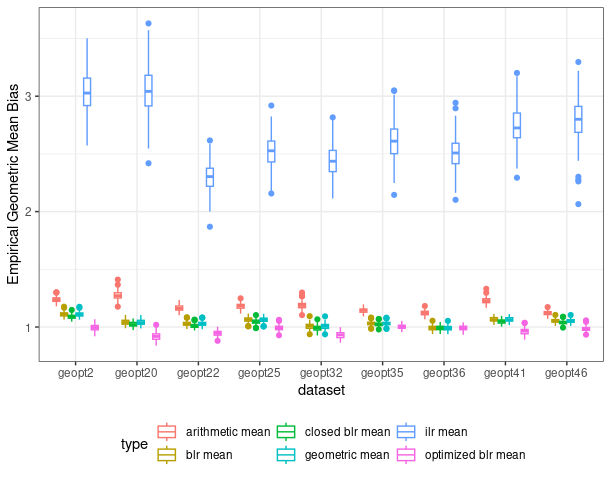 Empirical Geometric Mean Bias
3
2
1
geopt2 geopt20 geopt22 geopt25 geopt32 geopt35 geopt36 geopt41 geopt46
dataset
type
arithmetic mean closed blr mean ilr mean
blr mean geometric mean optimized blr mean